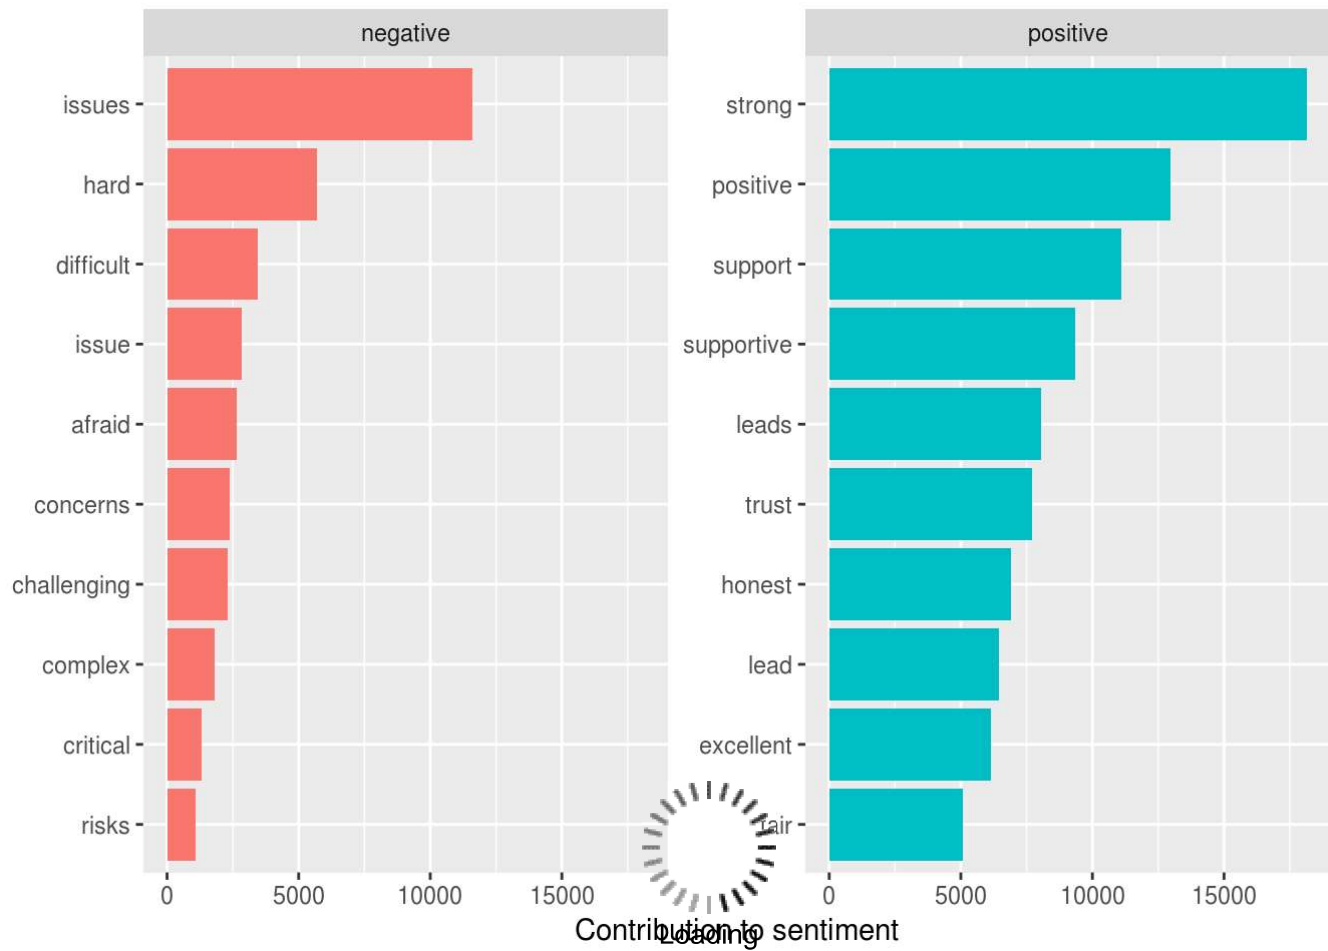 negative
positive
issues
hard
difficult
issue
afraid
concerns
challenging
complex
critical
risks
0
5000
10000
15000
strong
positive
support
supportive
leads
trust
honest
lead
excellent
fair
0
5000
10000
15000
Contribution to sentiment
Loading